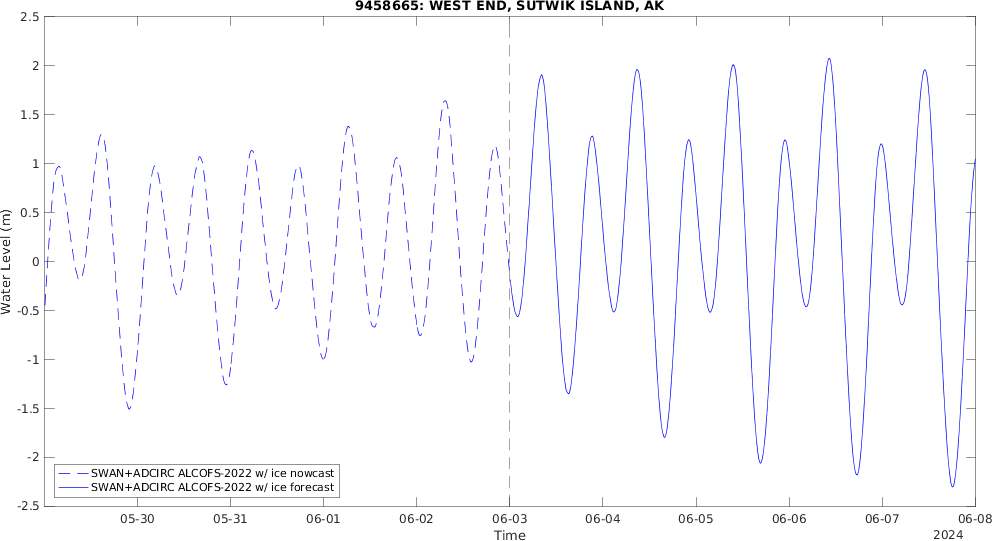 9458665: WEST END, SUTWIK ISLAND, AK
2.5
2
1.5
1
0.5
0
-0.5
-1
-1.5
-2
-2.5
Water Level (m)
SWAN+ADCIRC ALCOFS-2022 w/ ice nowcast
SWAN+ADCIRC ALCOFS-2022 w/ ice forecast
05-30 05-31 06-01 06-02 06-03 06-04 06-05 06-06 06-07 06-08
Time
2024